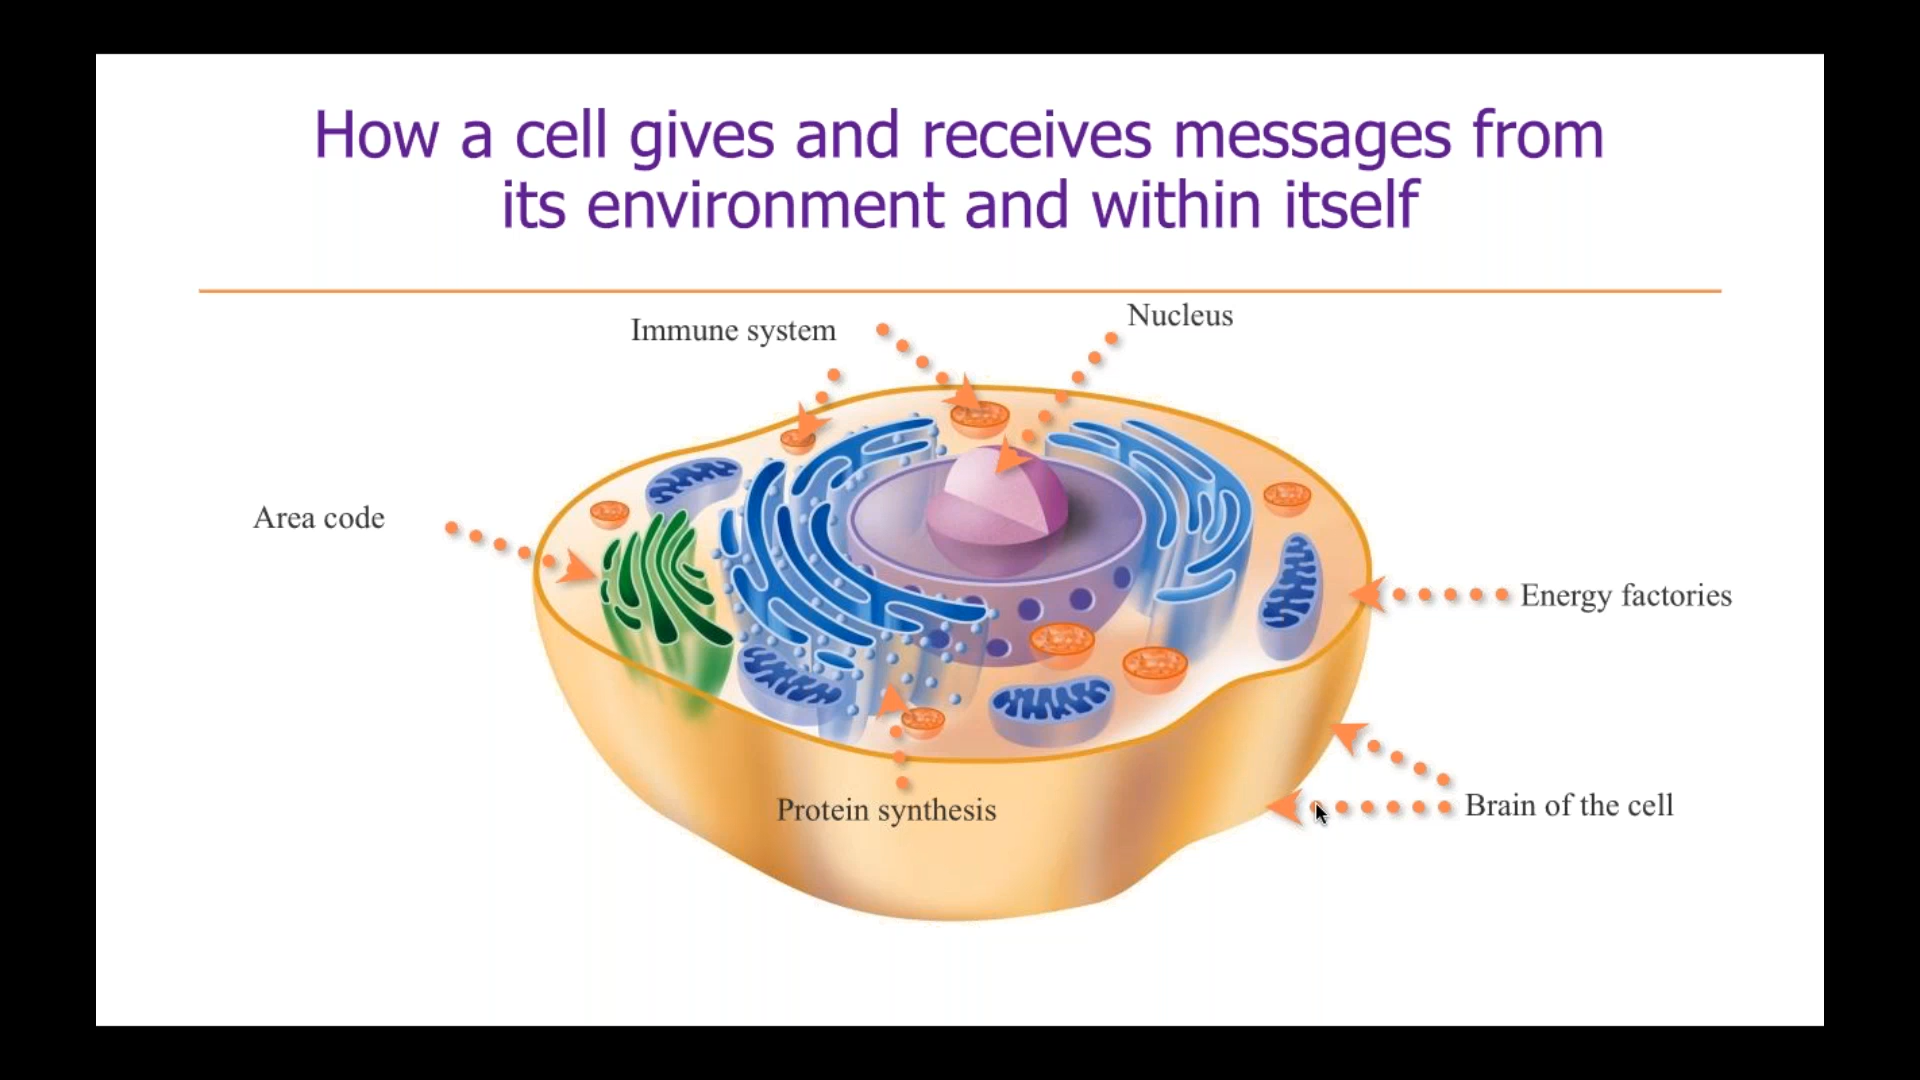 How a cell gives and receives messages from
its environment and within itself
Nucleus
Immune system
Area code
Energy factories
Brain of the cell
Protein synthesis